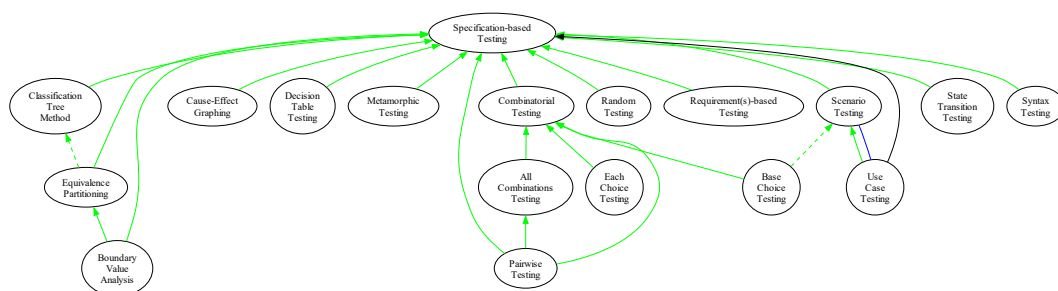 Specification-based
Testing
Classification
Tree
Method
Cause-Effect
Graphing
Decision
Table
Testing
Metamorphic
Testing
Combinatorial
Testing
Random
Testing
Requirement(s)-based
Testing
Scenario
Testing
State
Transition
Testing
Syntax
Testing
Equivalence
Partitioning
All
Combinations
Testing
Each
Choice
Testing
Base
Choice
Testing
Use
Case
Testing
Boundary
Value
Analysis
Pairwise
Testing